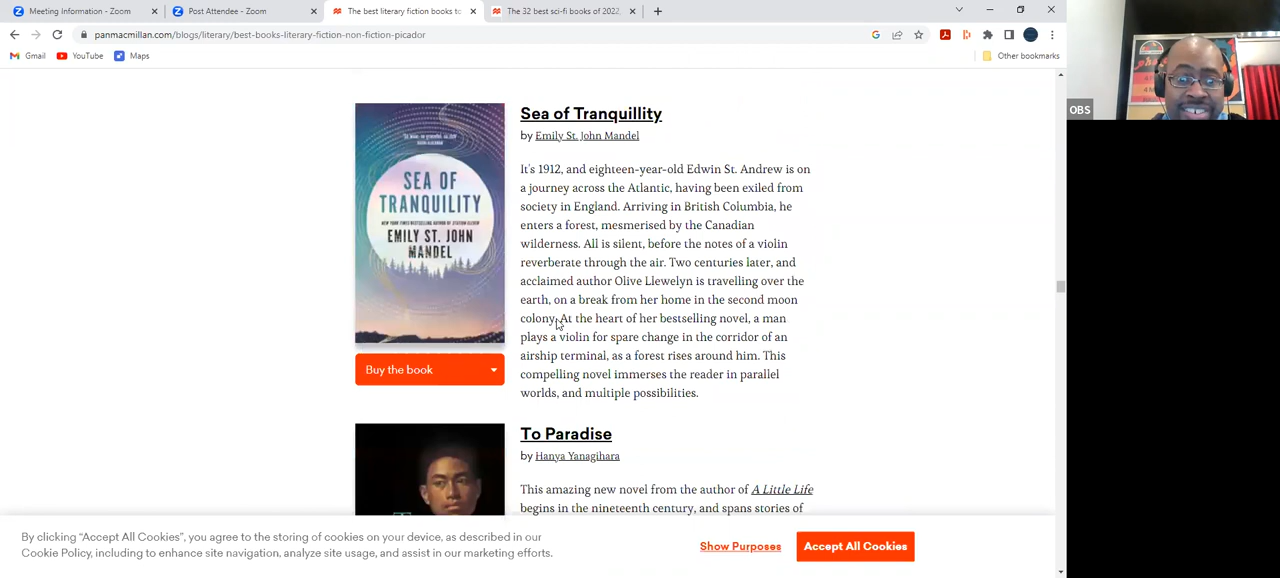 Meeting Information - Zoom
Post Attendee - Zoom
The best literary fiction books to
The 32 best sci-fi books of 2022,
panmacmillan.com/blogs/literary/best-books-literary-fiction-non-fiction-picador
Gmail
YouTube
Maps
Other bookmarks
OBS
SEA OF
TRANQUILITY
NEW YORK TIMES BESTSELLING AUTHOR OF STATION ELEVEN
EMILY ST. JOHN
MANDEL
Buy the book
Sea of Tranquillity
by Emily St. John Mandel
It's 1912, and eighteen-year-old Edwin St. Andrew is on
a journey across the Atlantic, having been exiled from
society in England. Arriving in British Columbia, he
enters a forest, mesmerised by the Canadian
wilderness. All is silent, before the notes of a violin
reverberate through the air. Two centuries later, and
acclaimed author Olive Llewelyn is travelling over the
earth, on a break from her home in the second moon
colony. At the heart of her bestselling novel, a man
plays a violin for spare change in the corridor of an
airship terminal, as a forest rises around him. This
compelling novel immerses the reader in parallel
worlds, and multiple possibilities.
To Paradise
by Hanya Yanagihara
This amazing new novel from the author of A Little Life
begins in the nineteenth century, and spans stories of
By clicking “Accept All Cookies”, you agree to the storing of cookies on your device, as described in our
Cookie Policy, including to enhance site navigation, analyze site usage, and assist in our marketing efforts.
Show Purposes
Accept All Cookies